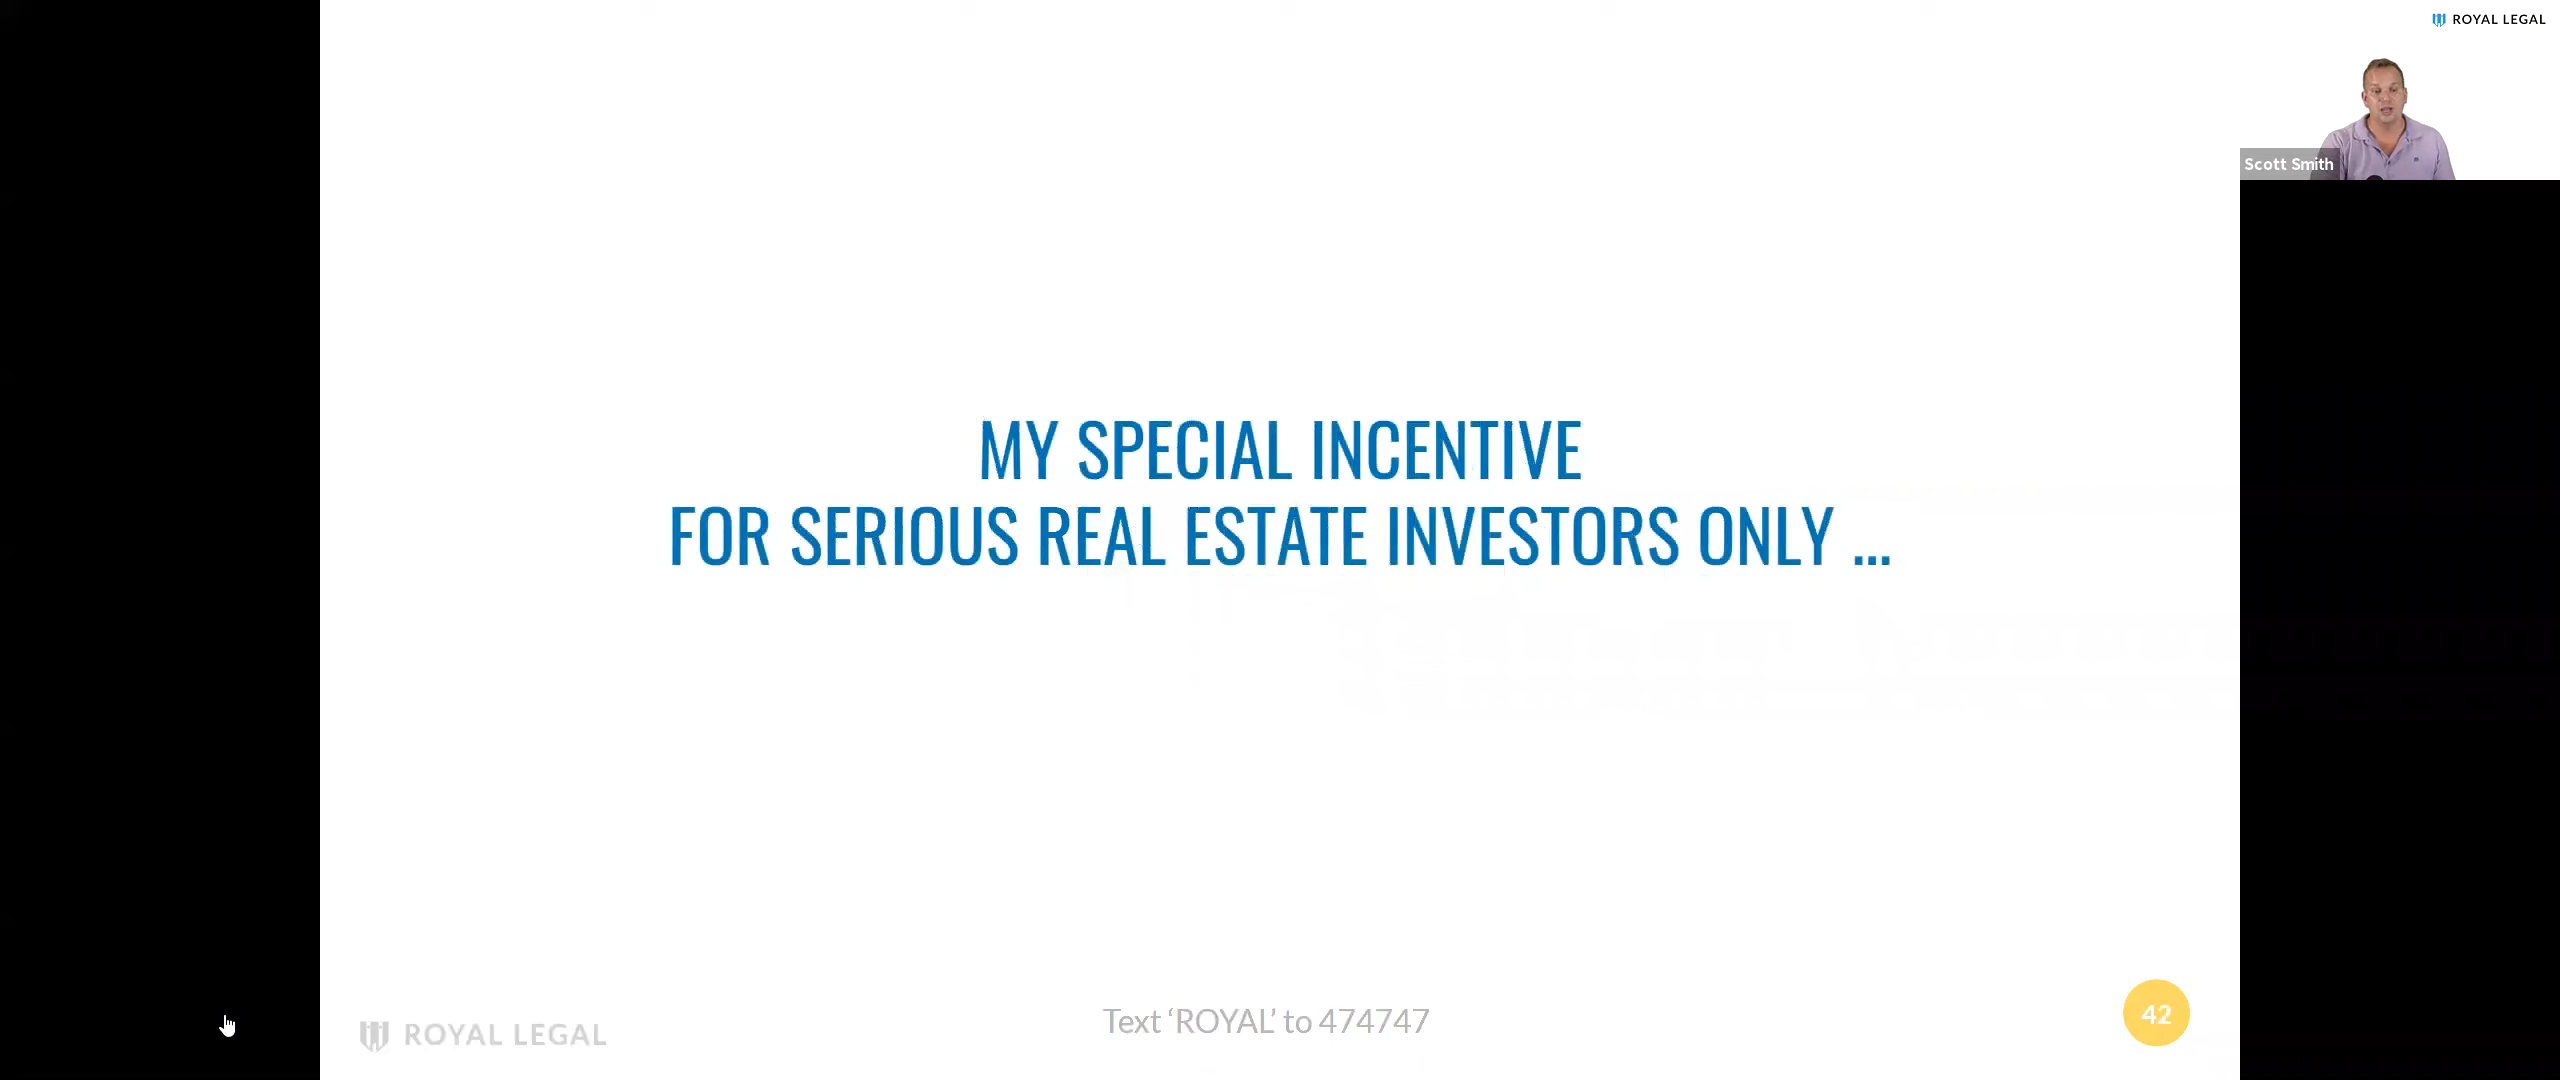 ROYAL LEGAL
Scott Smith
MY SPECIAL INCENTIVE
FOR SERIOUS REAL ESTATE INVESTORS ONLY ...
ROYAL LEGAL
Text ‘ROYAL’ to 474747
42